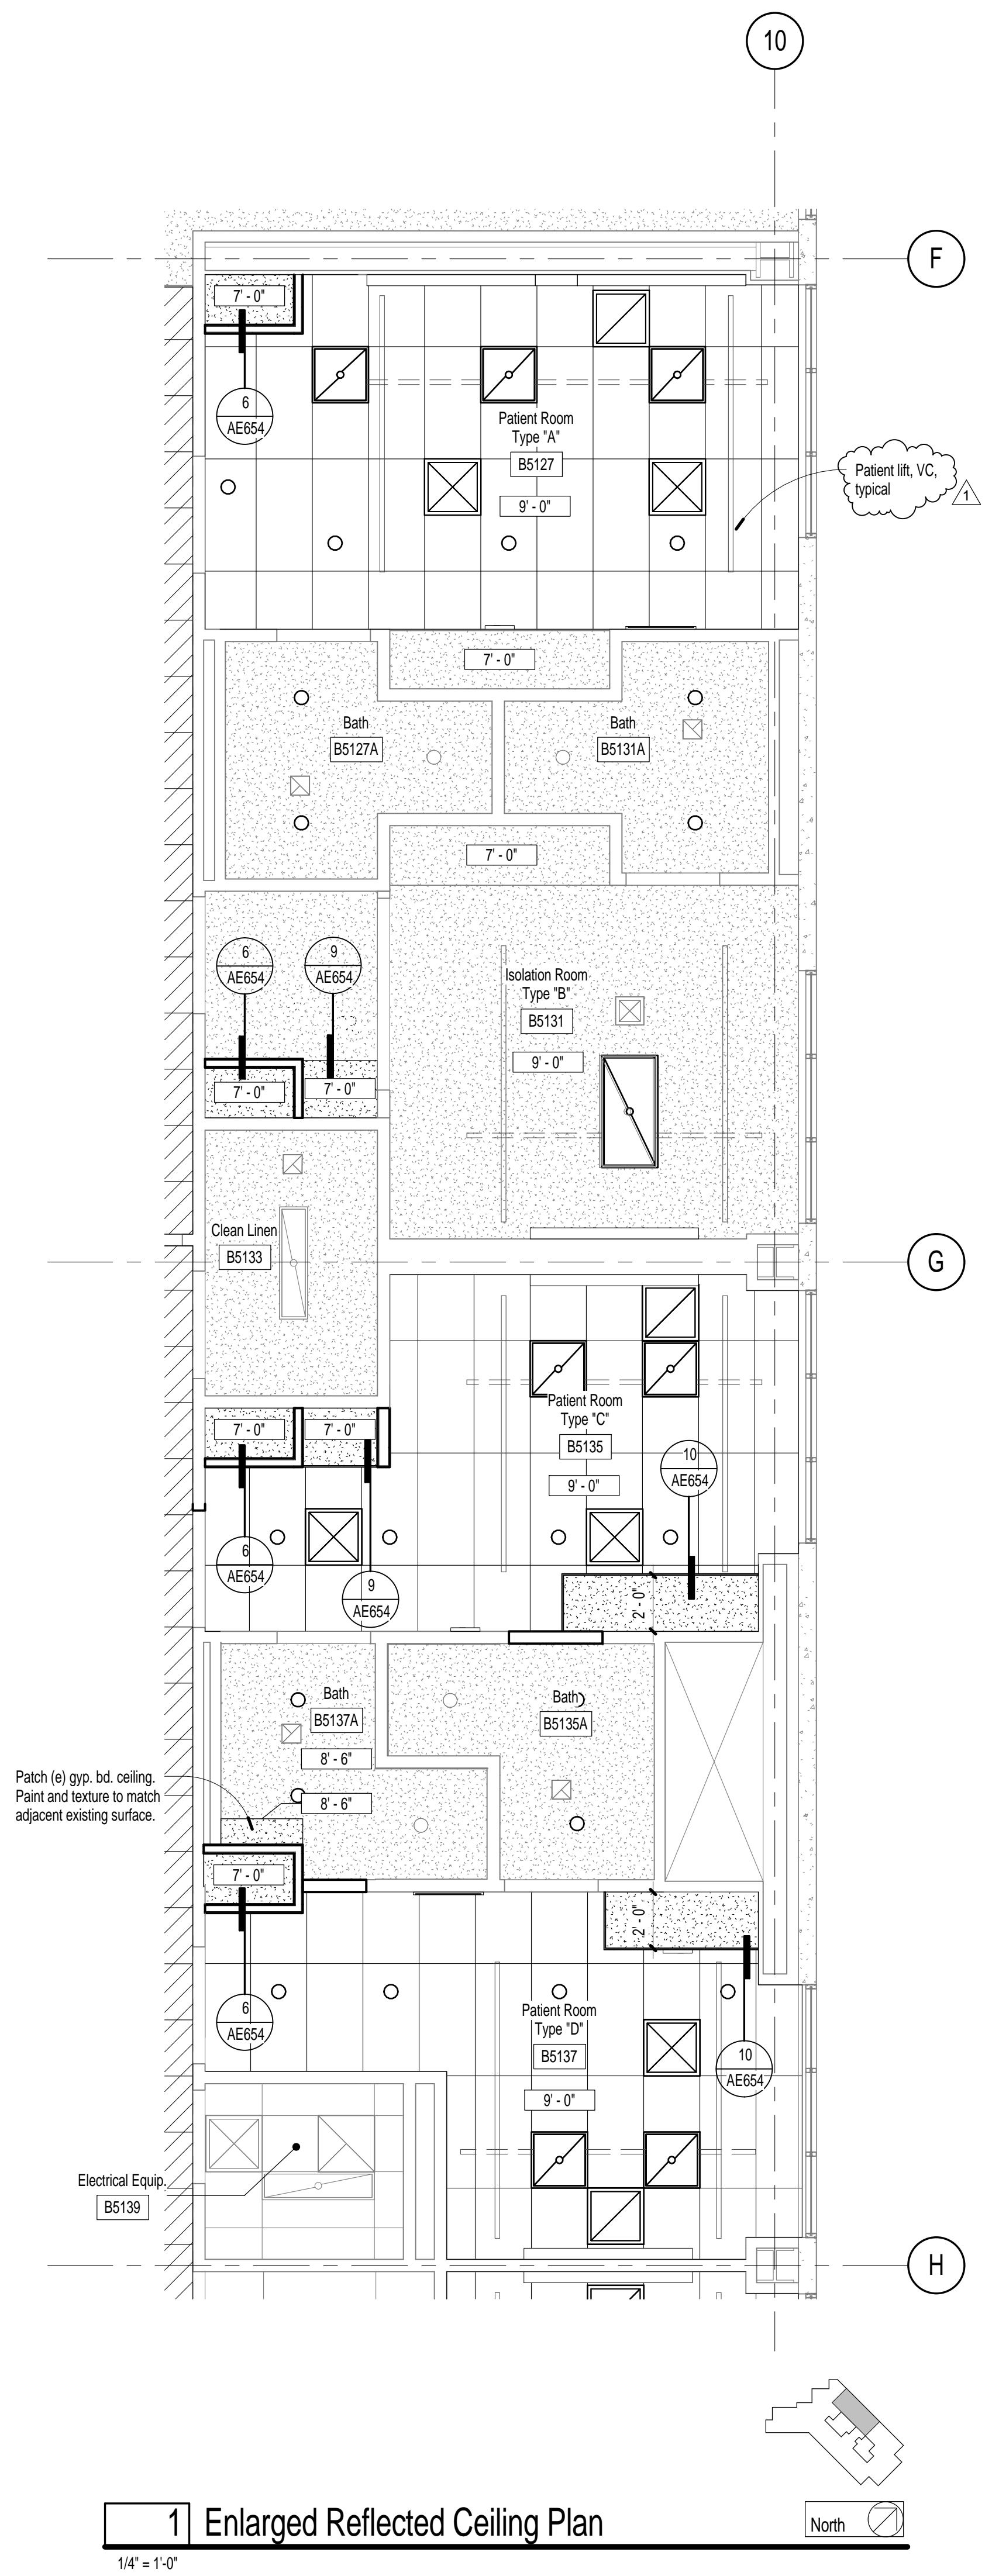 10
F
7' - 0"
6
AE654
Patient Room
Type "A"
B5127
9' - 0"
Patient lift, VC,
typical
1
7' - 0"
Bath
B5127A
Bath
B5131A
7' - 0"
6
AE654
9
AE654
Isolation Room
Type "B"
B5131
9' - 0"
7' - 0"
7' - 0"
Clean Linen
B5133
G
7' - 0"
7' - 0"
Patient Room
Type "C"
B5135
9' - 0"
10
AE654
6
AE654
9
AE654
2' - 0"
Bath
B5137A
8' - 6"
Bath
B5135A
Patch (e) gyp. bd. ceiling.
Paint and texture to match
adjacent existing surface.
8' - 6"
7' - 0"
2' - 0"
6
AE654
Patient Room
Type "D"
B5137
9' - 0"
10
AE654
Electrical Equip.
B5139
H
1 Enlarged Reflected Ceiling Plan
North
1/4" = 1'-0"